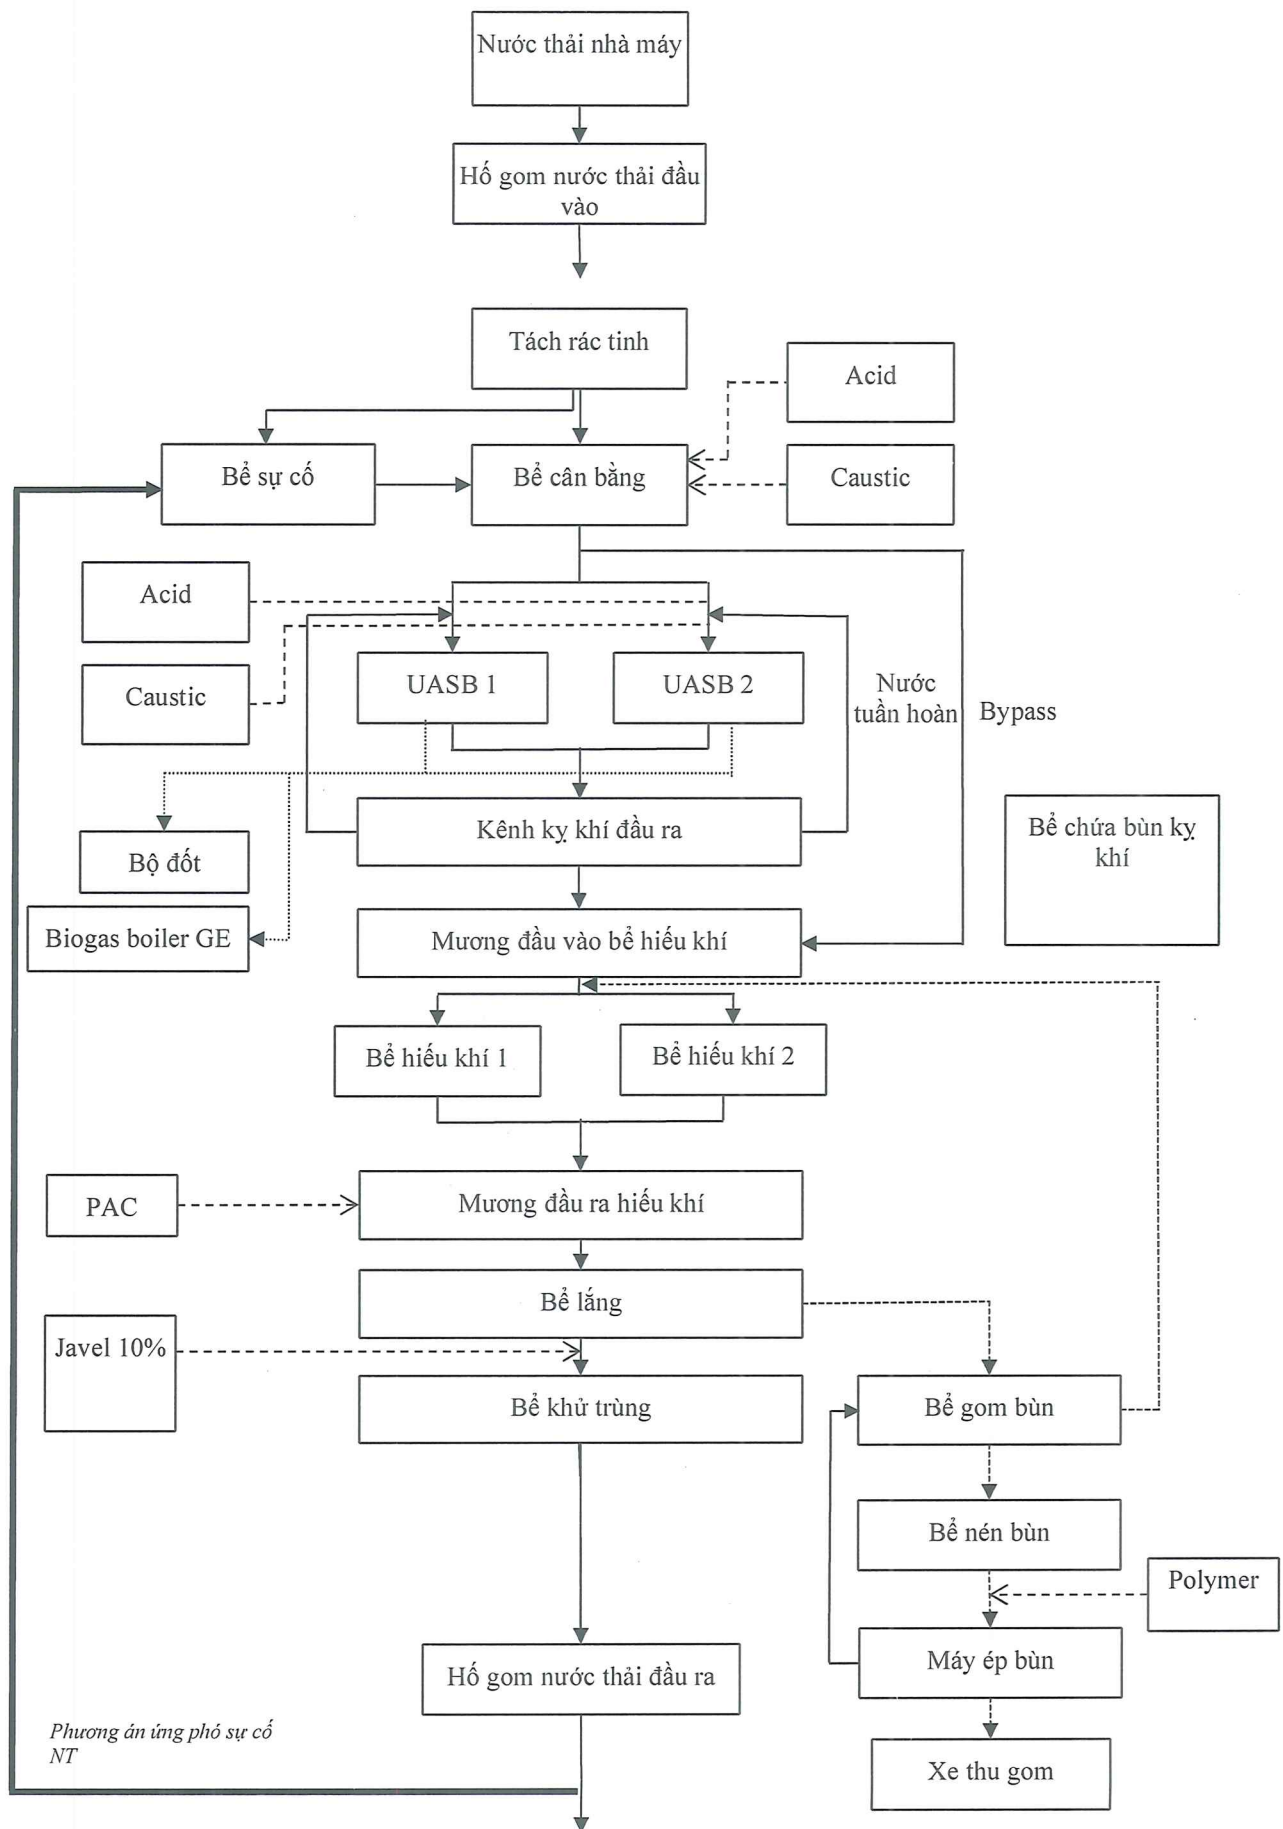 Nước thải nhà máy
Hố gom nước thải đầu
vào
Tách rác tinh
Acid
Bể sự cố
Bể cân bằng
Caustic
Acid
Caustic
UASB 1
UASB 2
Nước
tuần hoàn
Bypass
Kênh kỵ khí đầu ra
Bể chứa bùn kỵ
khí
Bộ đốt
Biogas boiler GE
Mương đầu vào bể hiếu khí
Bể hiếu khí 1
Bể hiếu khí 2
PAC
Mương đầu ra hiếu khí
Bể lắng
Javel 10%
Bể khử trùng
Bể gom bùn
Bể nén bùn
Polymer
Máy ép bùn
Hố gom nước thải đầu ra
Phương án ứng phó sự cố
NT
Xe thu gom